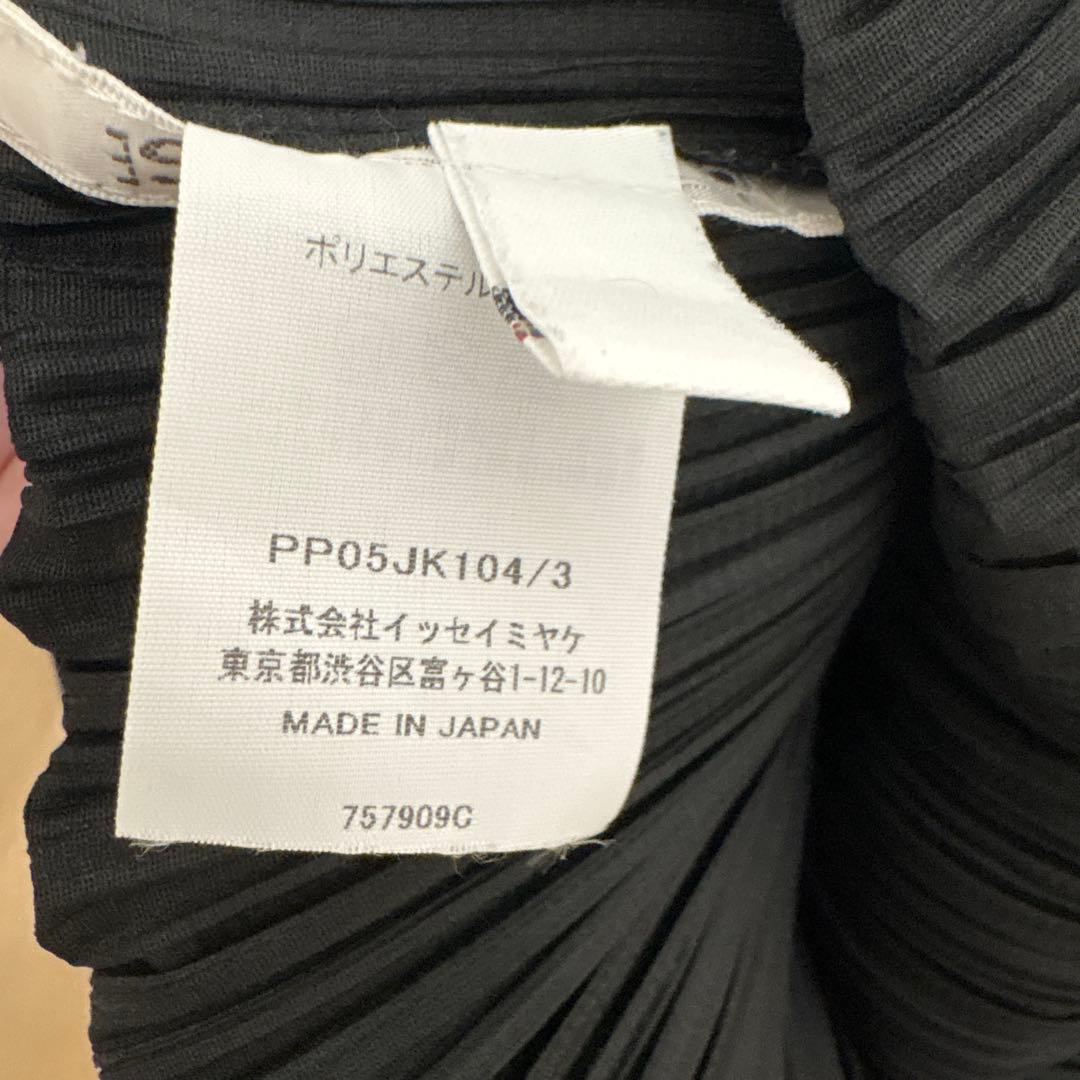 ポリエステル
PP05JK104/3
株式会社イッセイミヤケ
東京都渋谷区富ヶ谷1-12-10
MADE IN JAPAN
757909C